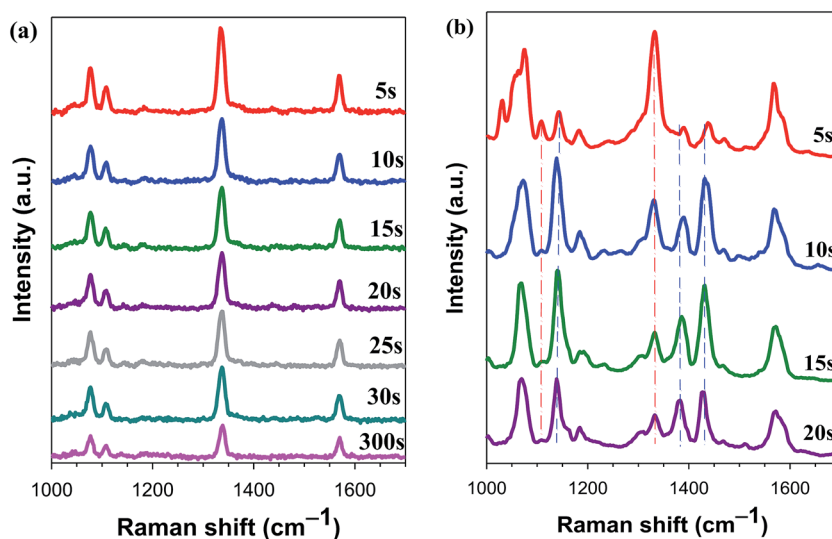 (a)
5s
10s
15s
20s
25s
30s
300s
Intensity (a.u.)
1000 1200 1400 1600
Raman shift (cm⁻¹)
(b)
5s
10s
15s
20s
Intensity (a.u.)
1000 1200 1400 1600
Raman shift (cm⁻¹)